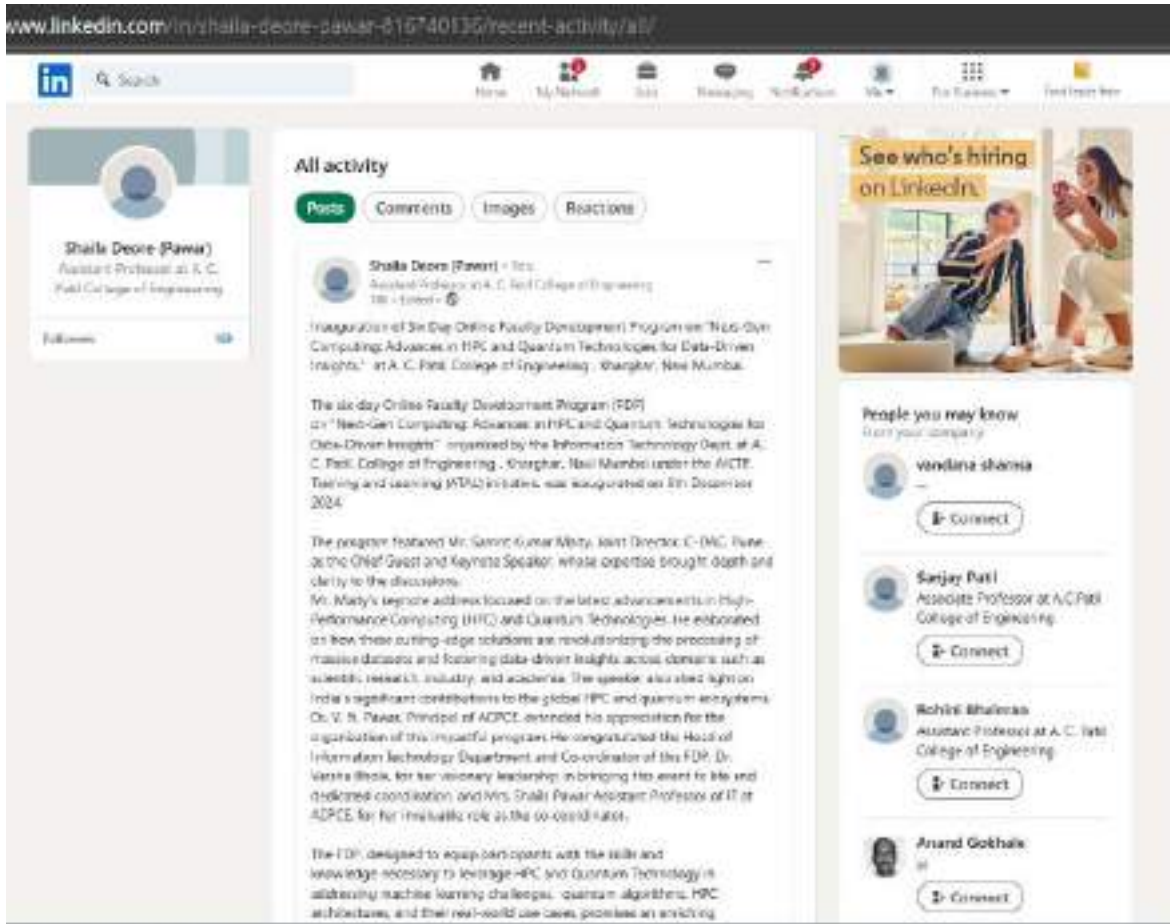 www.linkedin.com/in/shaila-deore-pawar-816740136/recent-activity/all/
in
Search
Home
My Network
Jobs
Messaging
Notifications
Me
For Business
Shaila Deore (Pawar)
Assistant Professor at A. C.
Patil College of Engineering
Followers
All activity
Posts
Comments
Images
Reactions
Shaila Deore (Pawar) • You
Assistant Professor at A. C. Patil College of Engineering
Edited •
Inauguration of Six Day Online Faculty Development Program on "Next-Gen
Computing: Advances in HPC and Quantum Technologies for Data-Driven
Insights," at A. C. Patil College of Engineering, Kharghar, Navi Mumbai.
The six-day Online Faculty Development Program (FDP)
on "Next-Gen Computing: Advances in HPC and Quantum Technologies for
Data-Driven Insights" organised by the Information Technology Dept. at A.
C. Patil College of Engineering, Kharghar, Navi Mumbai under the AICTE
Training and Learning (ATAL) initiative, was inaugurated on December
2024
The program featured Mr. Kumar Maity, Joint Director, C-DAC, Pune
as the Chief Guest and Keynote Speaker, whose expertise brought depth and
clarity to the discussions.
Mr. Maity's keynote address focused on the latest advancements in High-
Performance Computing (HPC) and Quantum Technologies. He elaborated
on how these cutting-edge solutions are revolutionizing the processing of
massive datasets and fostering data-driven insights across domains such as
scientific research, industry, and academia. The speaker also shed light on
India's significant contributions to the global HPC and quantum ecosystems.
Dr. V. N. Pawar, Principal of ACPCE, extended his appreciation for the
organization of this impactful program. He congratulated the Head of
Information Technology Department and Co-ordinator of this FDP, Dr.
Varsha Bhole, for her visionary leadership in bringing this event to life and
dedicated coordination, and Mrs. Shaila Pawar Assistant Professor of IT at
ACPCE, for her invaluable role as the co-coordinator.
The FDP, designed to equip participants with the skills and
knowledge necessary to leverage HPC and Quantum Technology in
addressing machine learning challenges, quantum algorithms, HPC
architectures, and their real-world use cases, promises an enriching
See who's hiring
on LinkedIn.
People you may know
From your company
vandana sharma
--
Connect
Sanjay Patil
Associate Professor at A.C.Patil
College of Engineering
Connect
Rohini Bhalerao
Assistant Professor at A. C. Patil
College of Engineering
Connect
Anand Gokhale
Connect